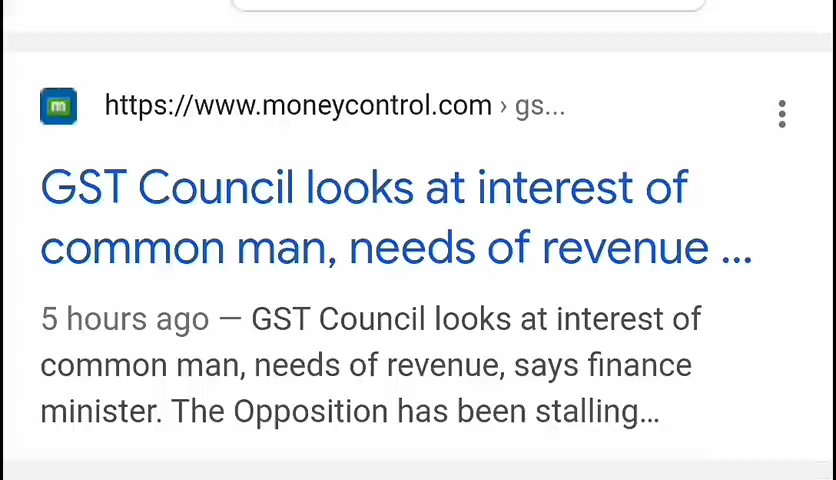 m
https://www.moneycontrol.com › gs...
GST Council looks at interest of
common man, needs of revenue ...
5 hours ago — GST Council looks at interest of
common man, needs of revenue, says finance
minister. The Opposition has been stalling...